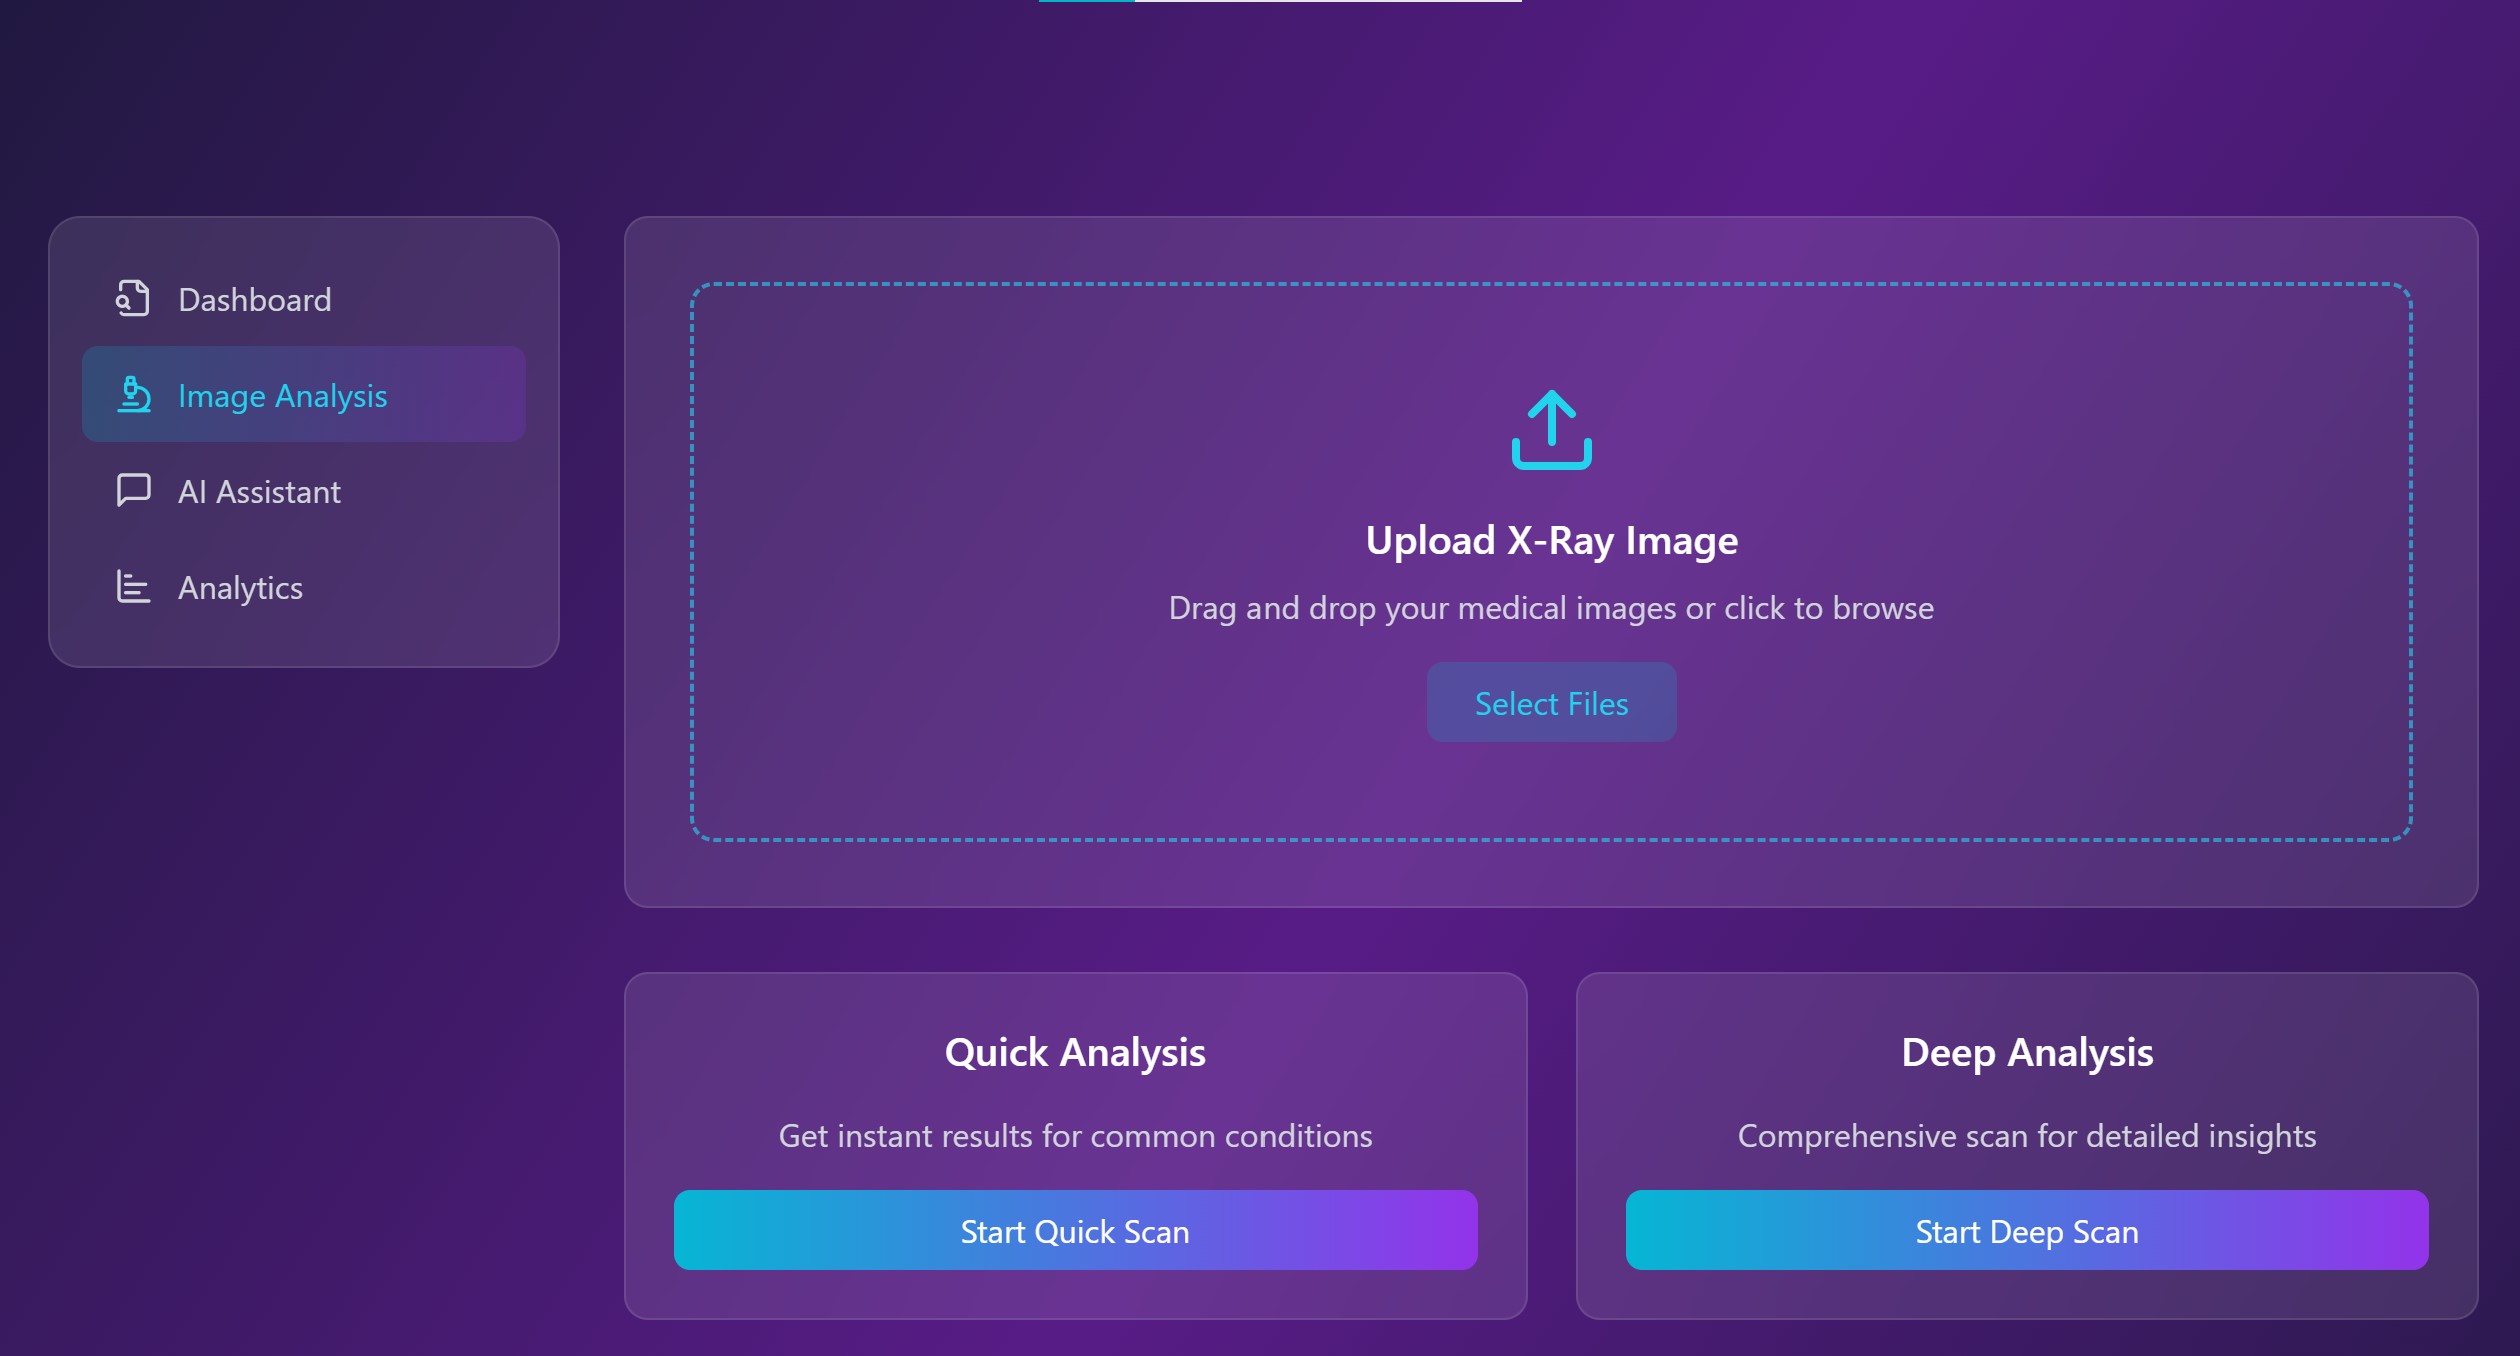 Dashboard
Image Analysis
AI Assistant
Analytics
Upload X-Ray Image
Drag and drop your medical images or click to browse
Select Files
Quick Analysis
Get instant results for common conditions
Start Quick Scan
Deep Analysis
Comprehensive scan for detailed insights
Start Deep Scan